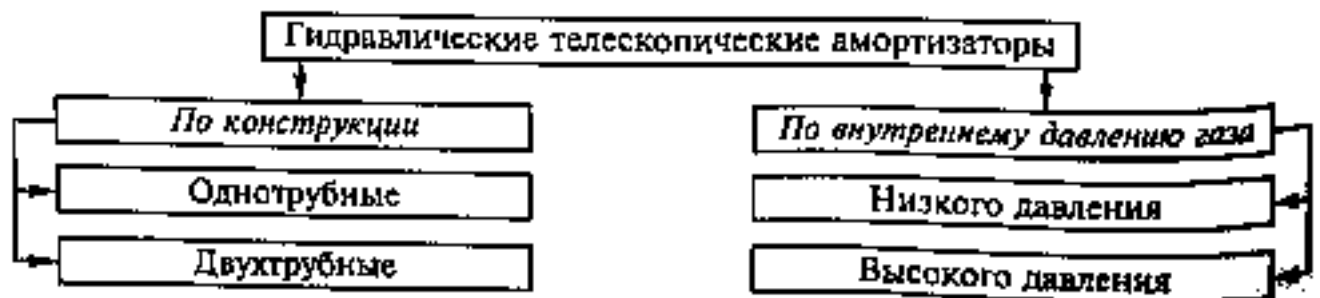 Гидравлические телескопические амортизаторы
По конструкции
Однотрубные
Двухтрубные
По внутреннему давлению газа
Низкого давления
Высокого давления